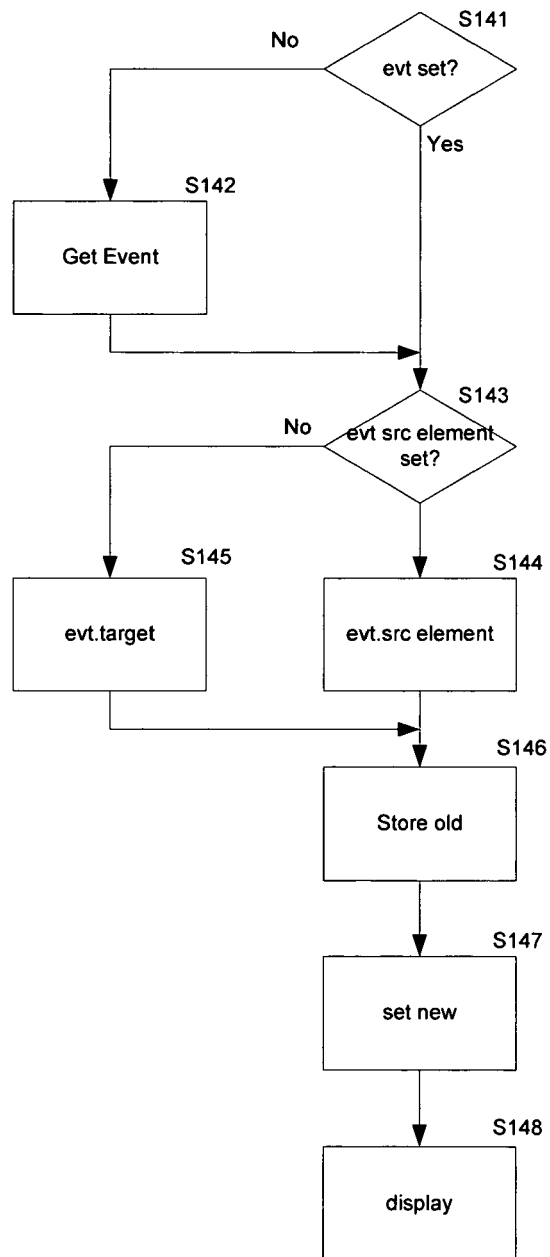 S141
No
evt set?
Yes
S142
Get Event
S143
No
evt src element
set?
S145
S144
evt.target
evt.src element
S146
Store old
S147
set new
S148
display